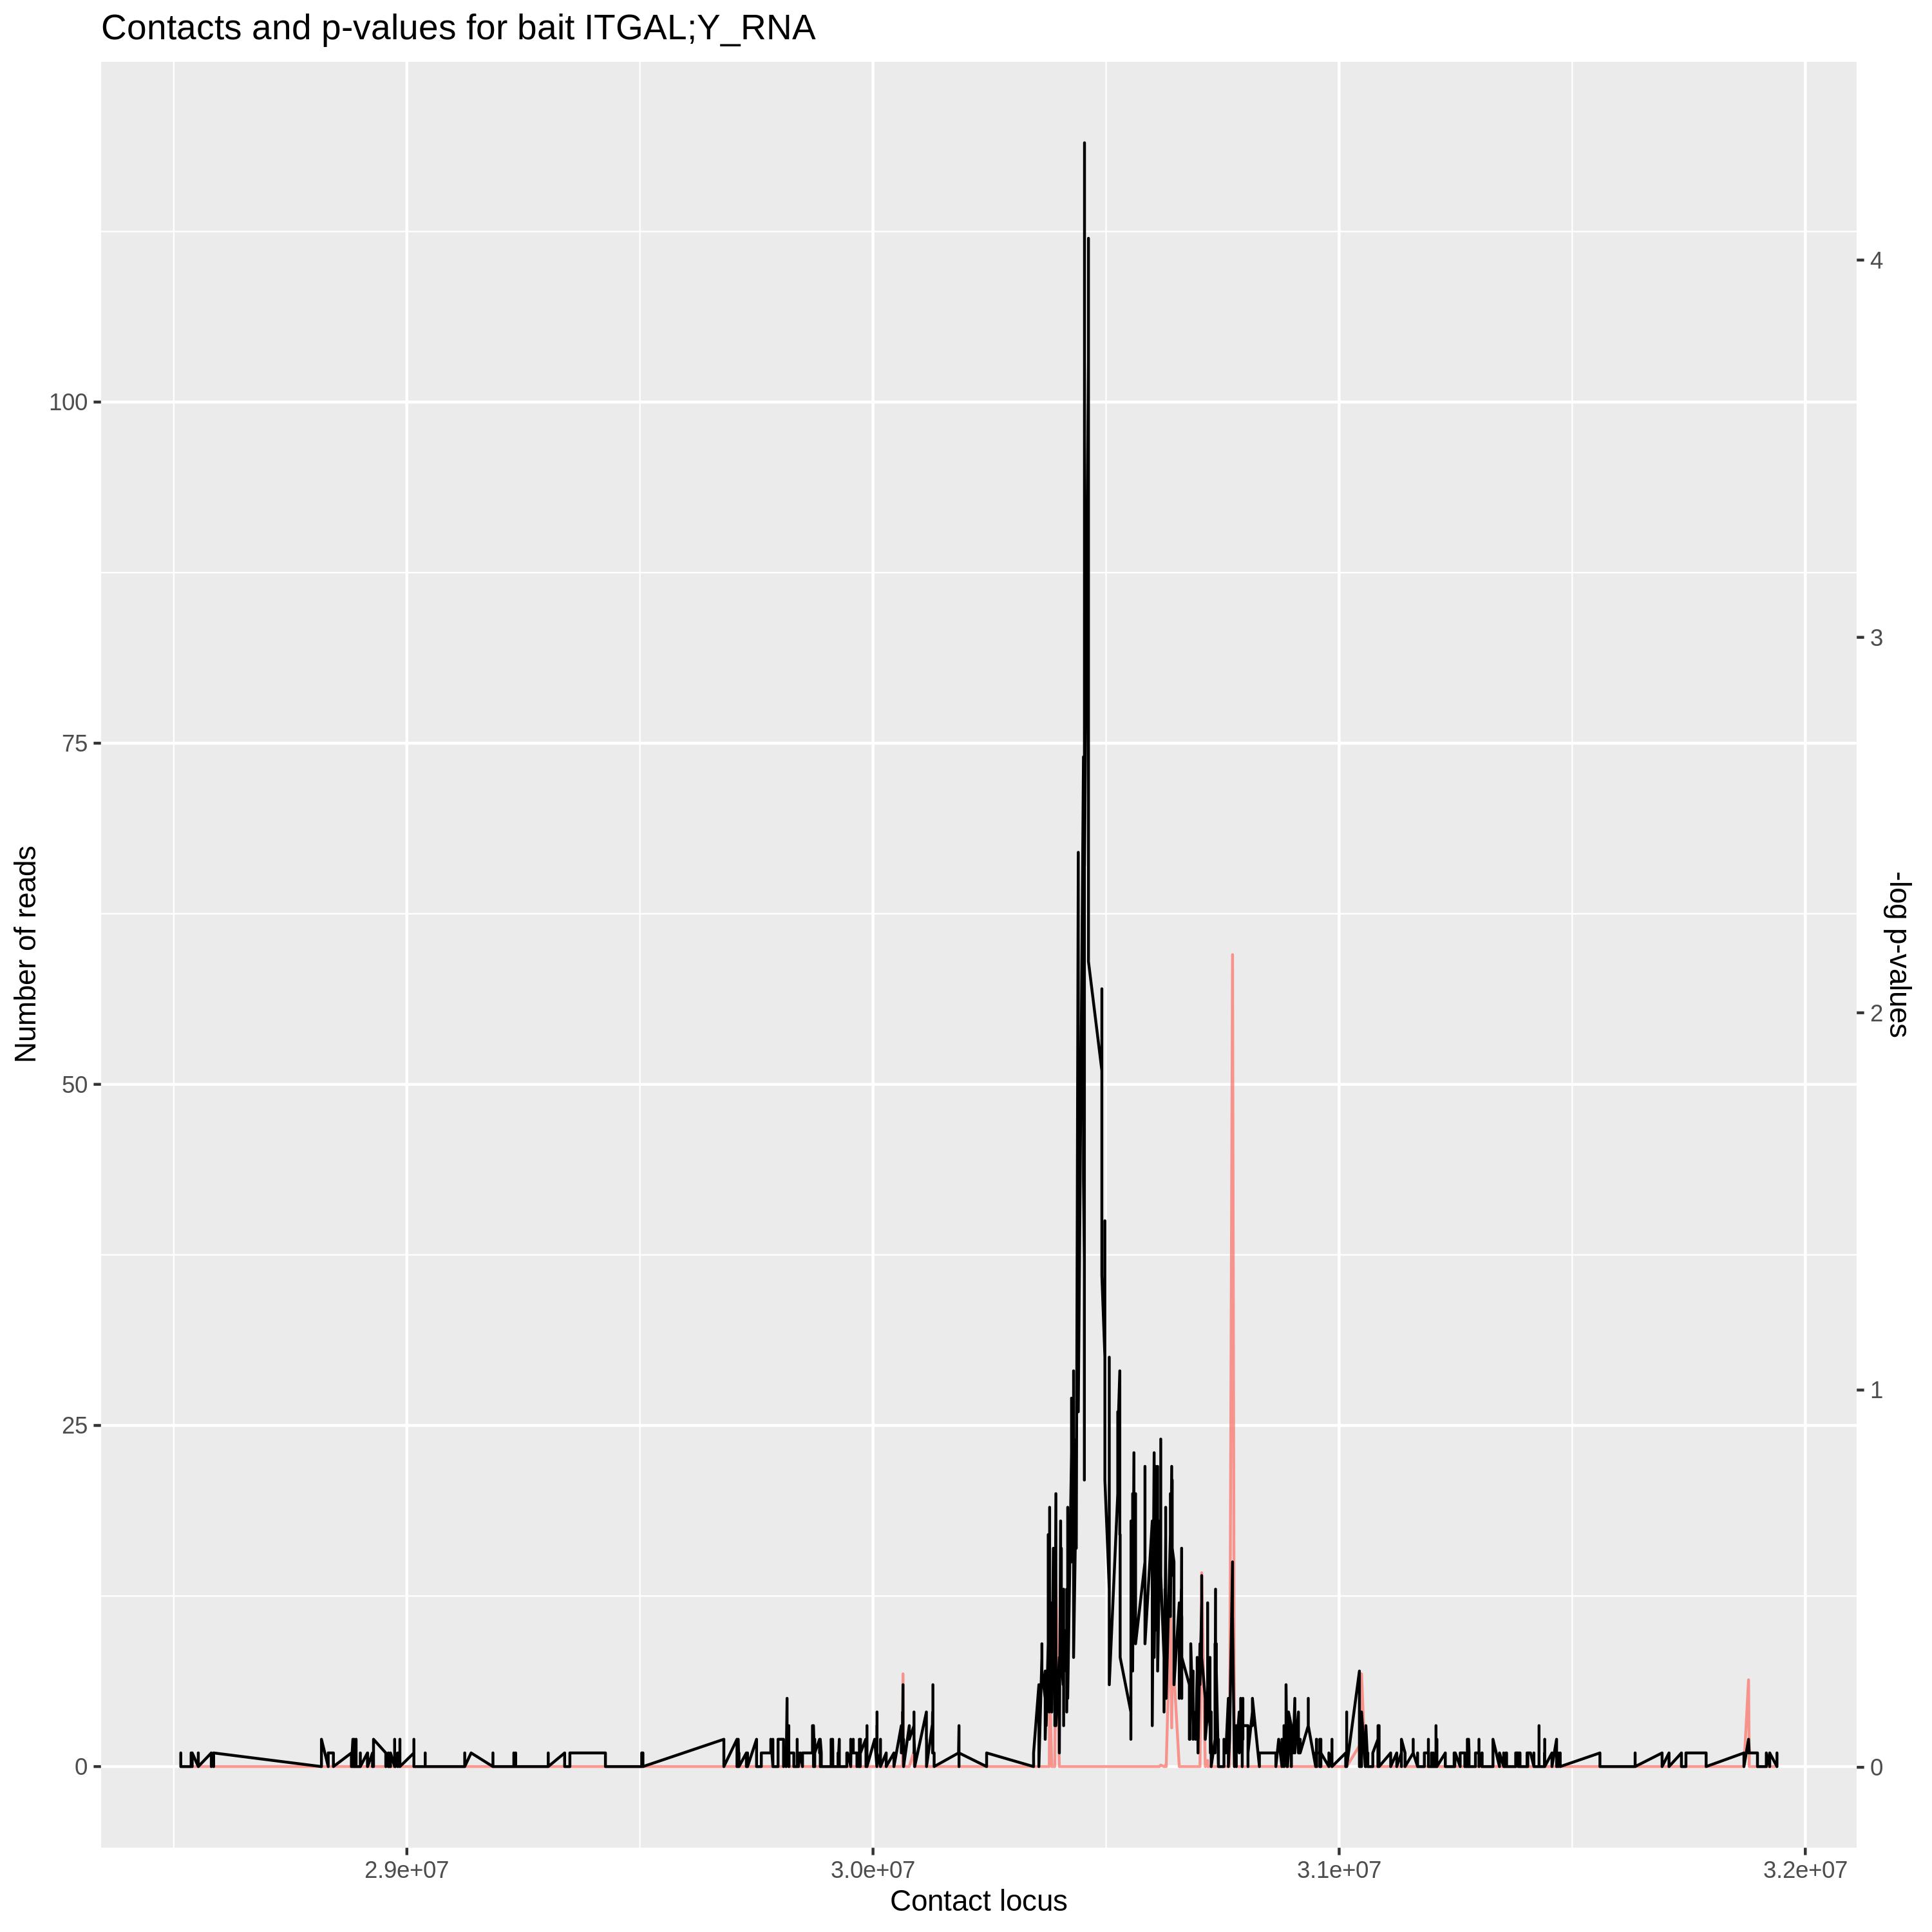 Contacts and p-values for bait ITGAL;Y_RNA
Number of reads
100
75
50
25
0
4
3
2
1
0
-log p-values
2.9e+07
3.0e+07
3.1e+07
3.2e+07
Contact locus